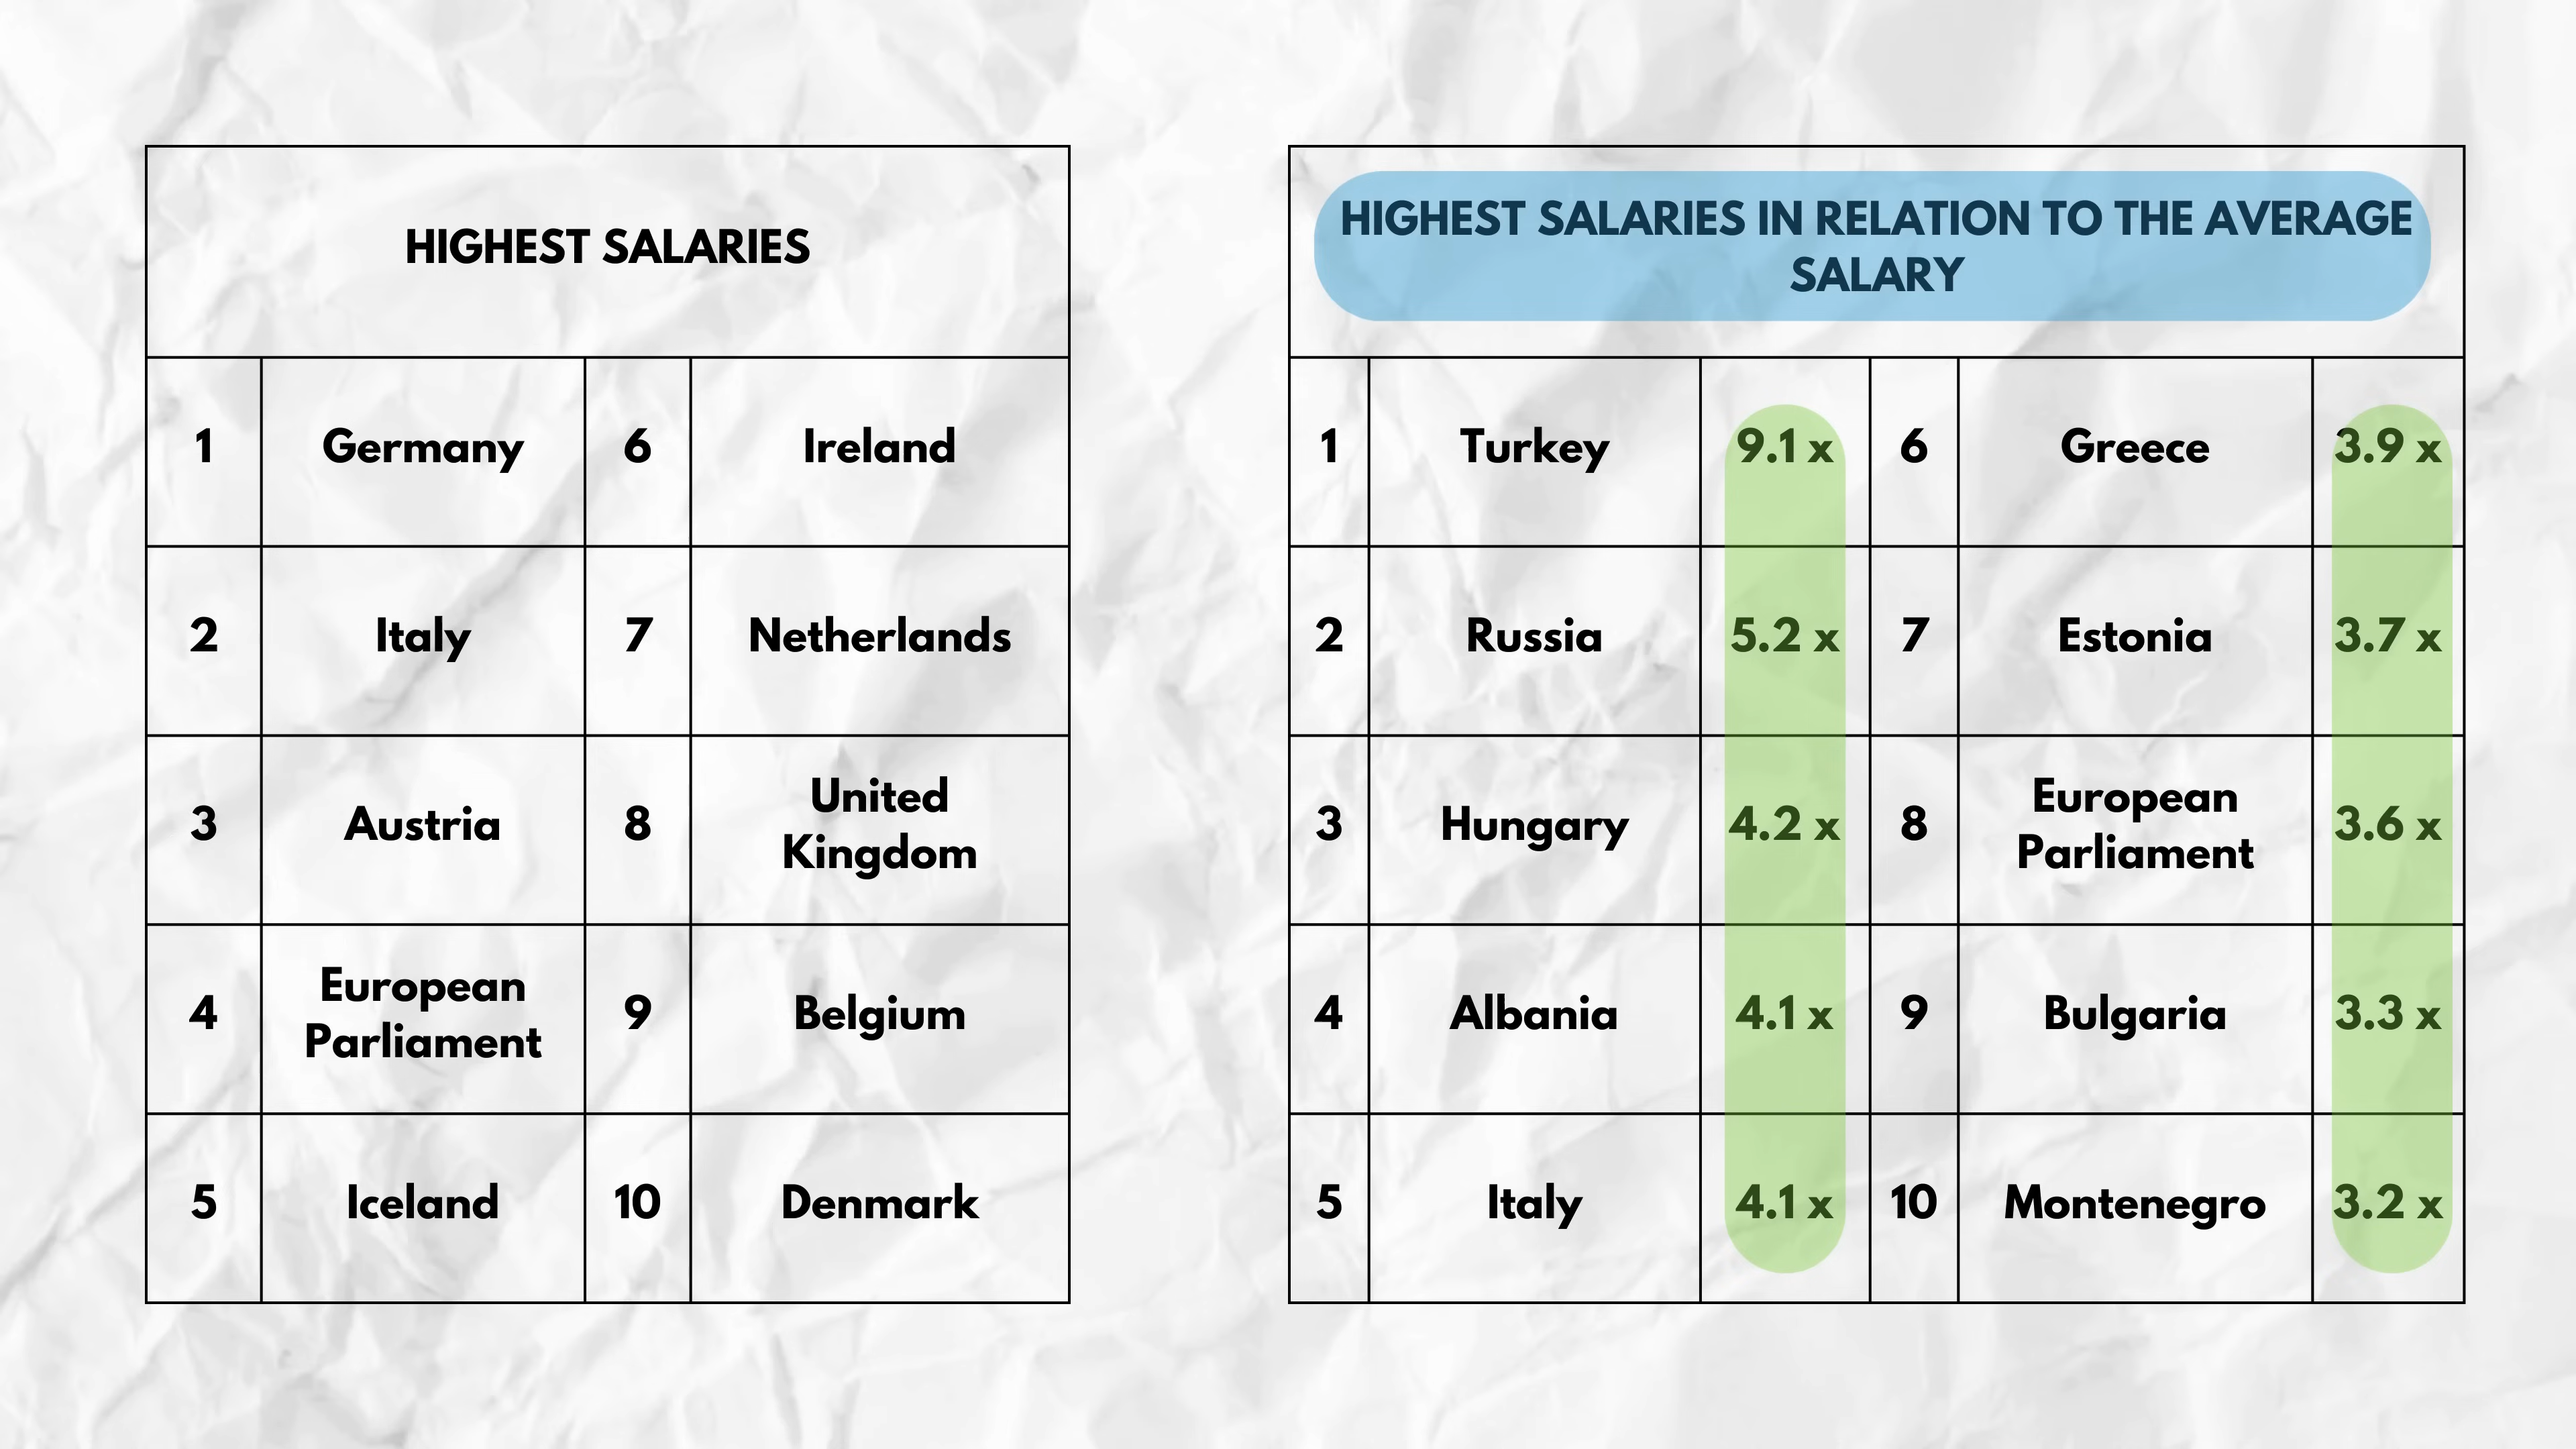 HIGHEST SALARIES
1 Germany 6 Ireland
2 Italy 7 Netherlands
3 Austria 8 United Kingdom
4 European Parliament 9 Belgium
5 Iceland 10 Denmark
HIGHEST SALARIES IN RELATION TO THE AVERAGE
SALARY
1 Turkey 9.1 x 6 Greece 3.9 x
2 Russia 5.2 x 7 Estonia 3.7 x
3 Hungary 4.2 x 8 European Parliament 3.6 x
4 Albania 4.1 x 9 Bulgaria 3.3 x
5 Italy 4.1 x 10 Montenegro 3.2 x